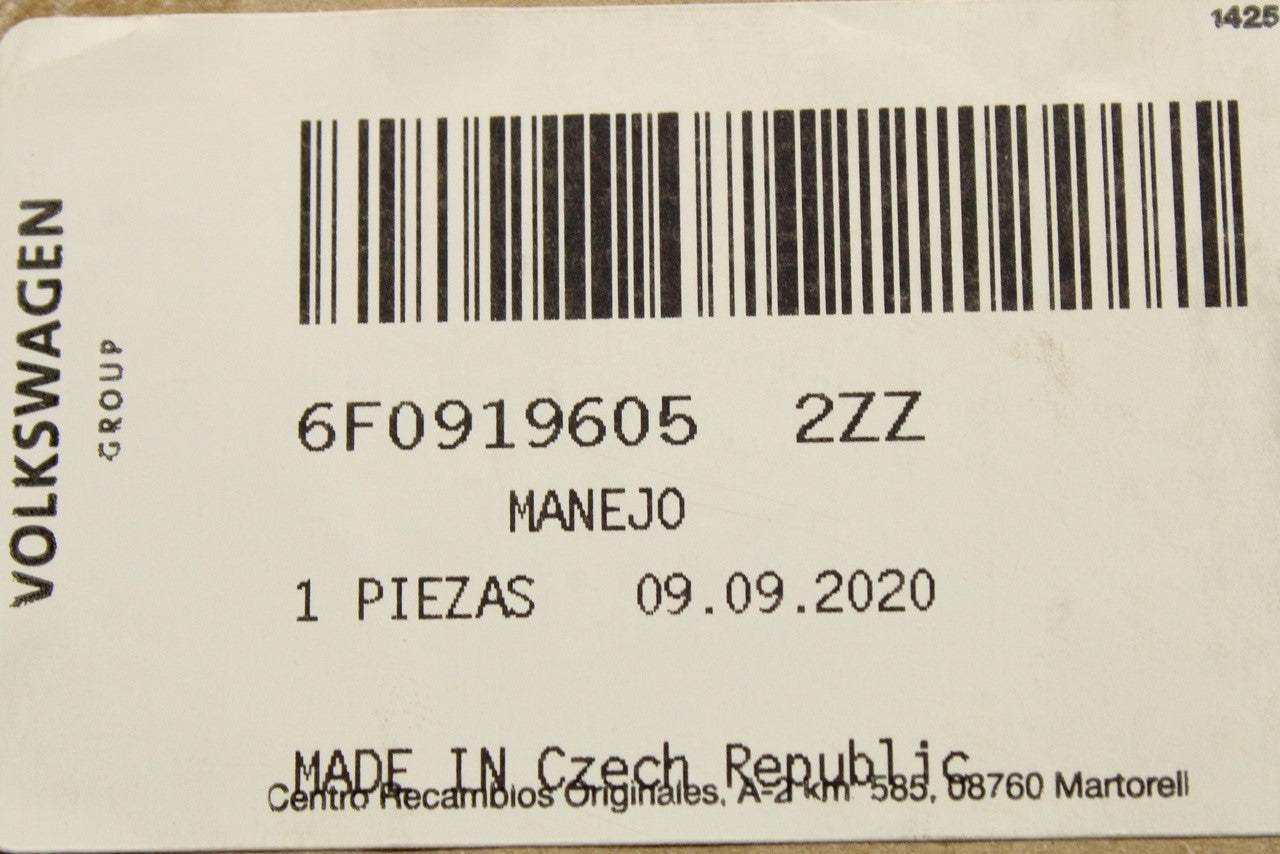 1425
VOLKSWAGEN
GROUP
6F0919605 2ZZ
MANEJO
1 PIEZAS 09.09.2020
MADE IN Czech Republic
Centro Recambios Originales, A-2 km 585, 08760 Martorell